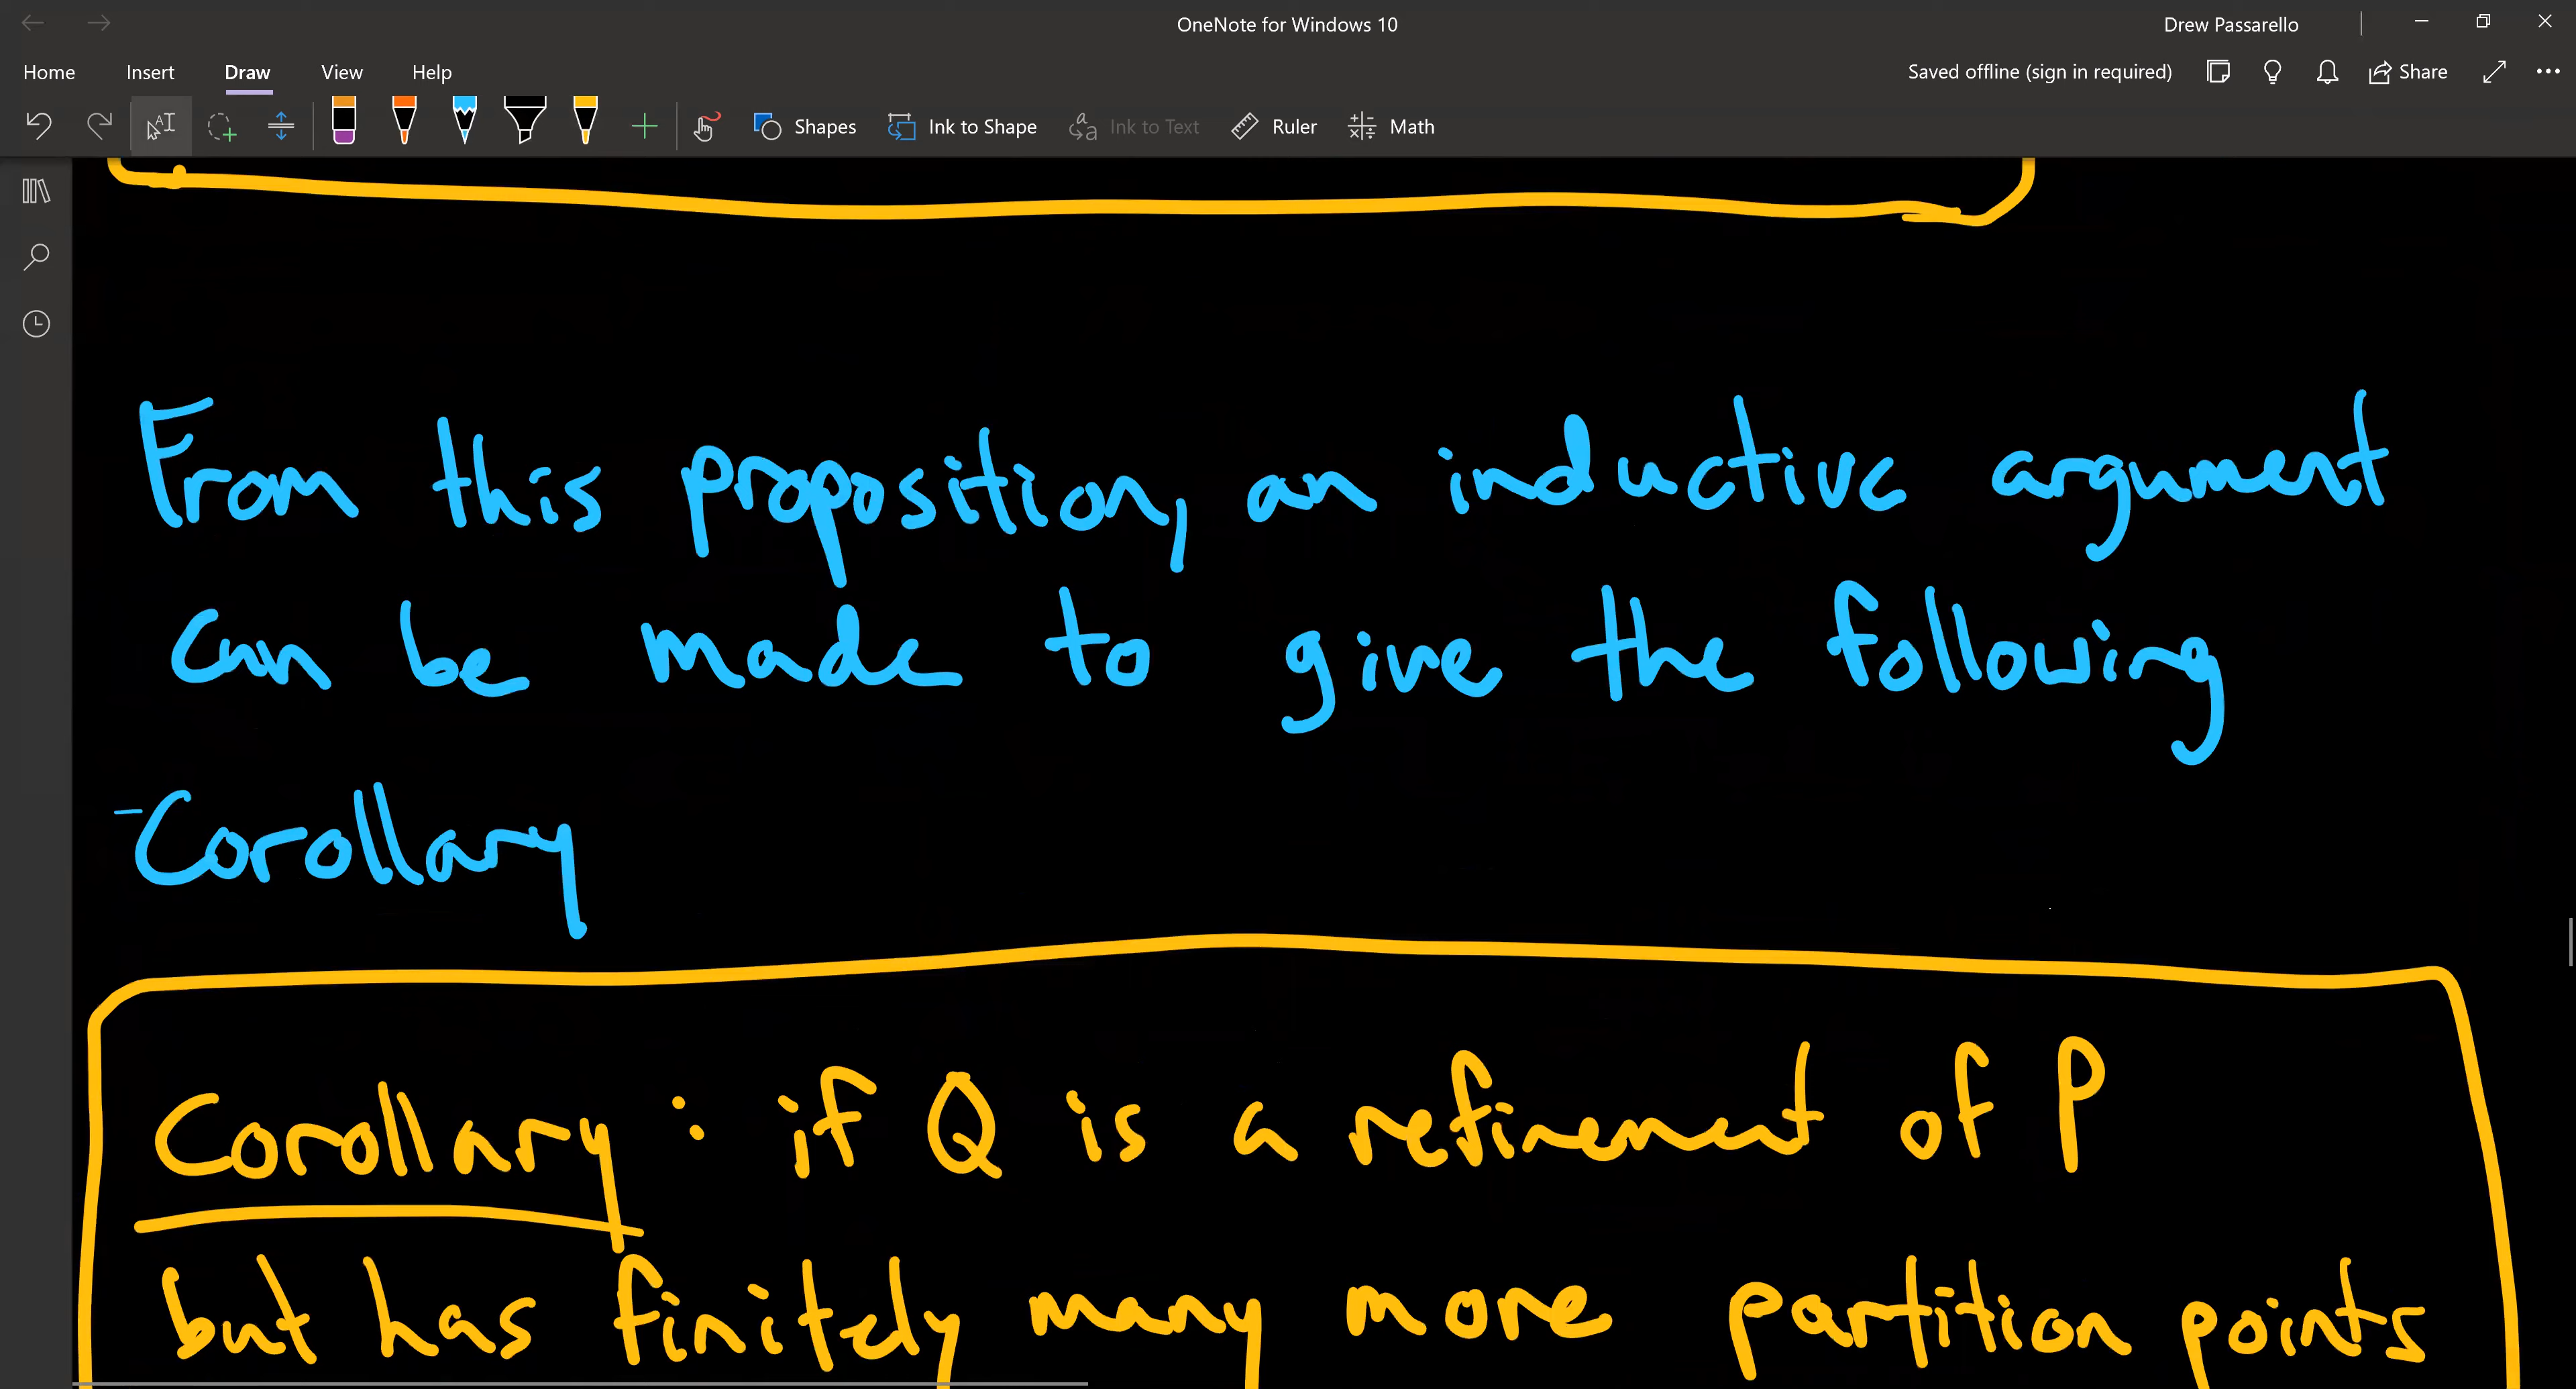 OneNote for Windows 10
Drew Passarello
Home Insert Draw View Help
Saved offline (sign in required) Share
Shapes Ink to Shape Ink to Text Ruler Math
From this proposition, an inductive argument
can be made to give the following
Corollary
Corollary : if Q is a refinement of P
but has finitely many more partition points